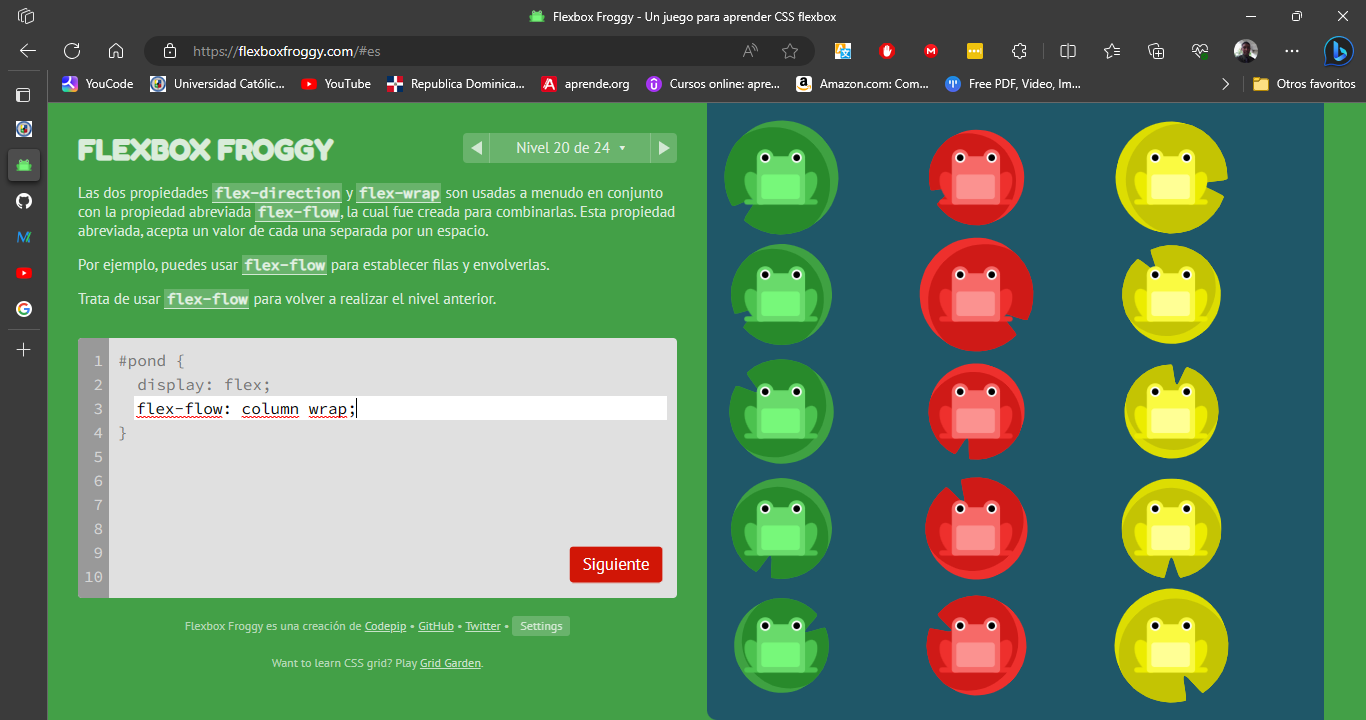 Flexbox Froggy - Un juego para aprender CSS flexbox
https://flexboxfroggy.com/#es
YouCode
Universidad Católic...
YouTube
Republica Dominica...
aprende.org
Cursos online: apre...
Amazon.com: Com...
Free PDF, Video, Im...
Otros favoritos
FLEXBOX FROGGY
Nivel 20 de 24
Las dos propiedades flex-direction y flex-wrap son usadas a menudo en conjunto
con la propiedad abreviada flex-flow, la cual fue creada para combinarlas. Esta propiedad
abreviada, acepta un valor de cada una separada por un espacio.
Por ejemplo, puedes usar flex-flow para establecer filas y envolverlas.
Trata de usar flex-flow para volver a realizar el nivel anterior.
1 #pond {
2 display: flex;
3 flex-flow: column wrap;
4 }
5
6
7
8
9
10
Siguiente
Flexbox Froggy es una creación de Codepip • GitHub • Twitter • Settings
Want to learn CSS grid? Play Grid Garden.